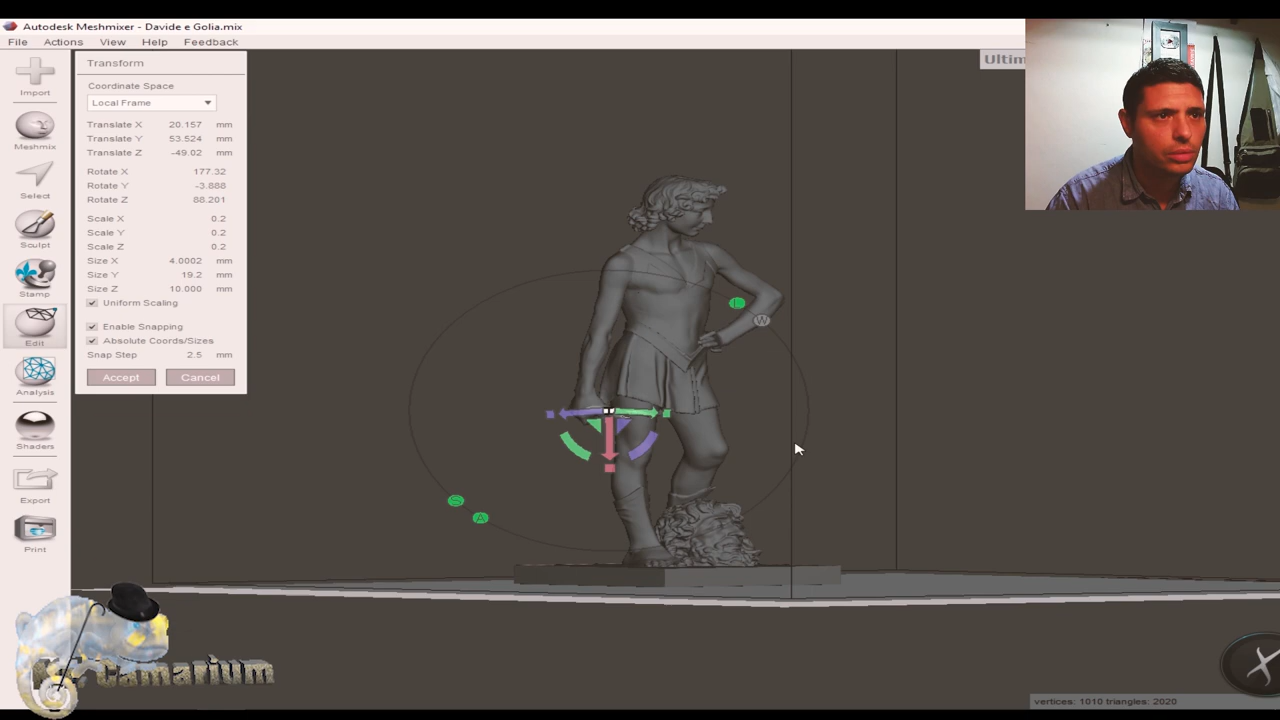 Autodesk Meshmixer - Davide e Golia.mix
File Actions View Help Feedback
Import
Meshmix
Select
Sculpt
Stamp
Edit
Analysis
Shaders
Export
Print
Transform
Coordinate Space
Local Frame
Translate X 20.157 mm
Translate Y 53.524 mm
Translate Z -49.02 mm
Rotate X 177.32
Rotate Y -3.888
Rotate Z 88.201
Scale X 0.2
Scale Y 0.2
Scale Z 0.2
Size X 4.0002 mm
Size Y 19.2 mm
Size Z 10.000 mm
Uniform Scaling
Enable Snapping
Absolute Coords/Sizes
Snap Step 2.5 mm
Accept Cancel
Ultim
L
W
S
A
Camarium
vertices: 1010 triangles: 2020